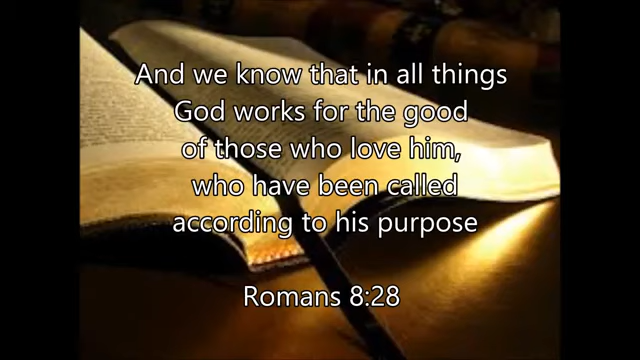 And we know that in all things
God works for the good
of those who love him,
who have been called
according to his purpose
Romans 8:28